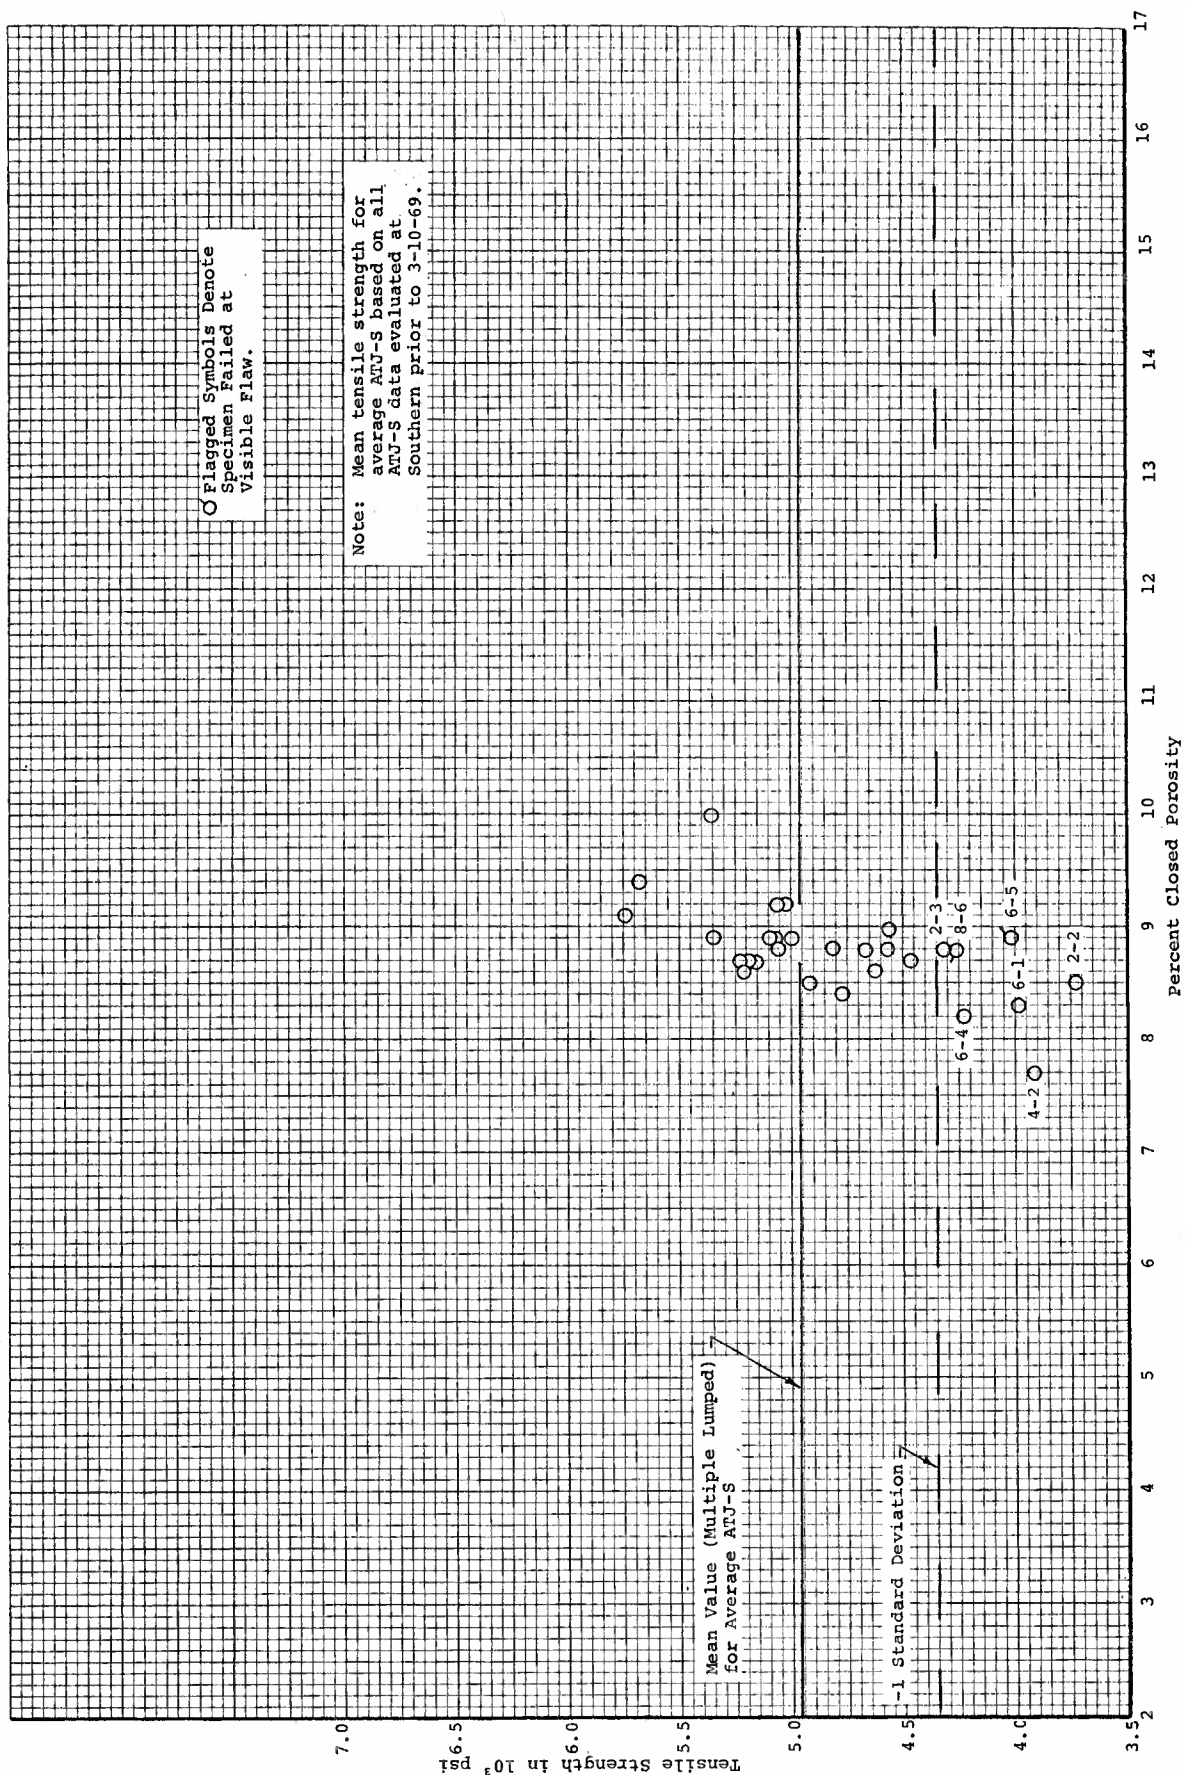 Flagged Symbols Denote
Specimen Failed at
Visible Flaw.
Note: Mean tensile strength for
average ATJ-S based on all
ATJ-S data evaluated at
Southern prior to 3-10-69.
Tensile Strength in 10³ psi
7.0
6.5
6.0
5.5
5.0
4.5
4.0
3.5
Mean Value (Multiple Lumped)
for Average ATJ-S
-1 Standard Deviation
2-3
8-6
6-4
6-5
6-1
4-2
2-2
2
3
4
5
6
7
8
9
10
11
12
13
14
15
16
17
Percent Closed Porosity